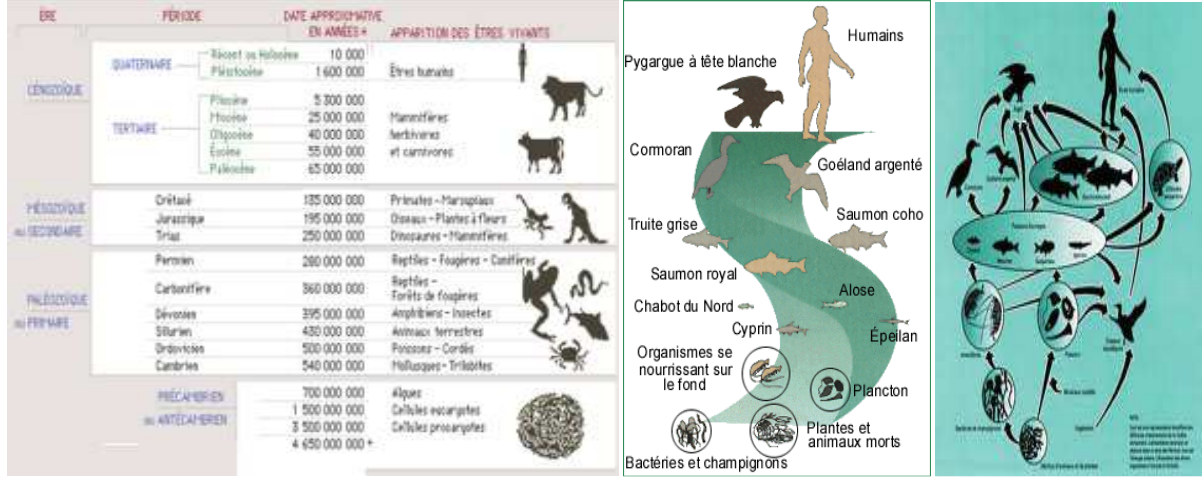 ÈRE PÉRIODE DATE APPROXIMATIVE
EN ANNÉES * APPARITION DES ÊTRES VIVANTS
CÉNOZOÏQUE
QUATERNAIRE
Récent ou Holocène 10 000
Pléistocène 1 600 000 Êtres humains
TERTIAIRE
Pliocène 5 300 000
Miocène 25 000 000 Mammifères
Oligocène 40 000 000 herbivores
Éocène 55 000 000 et carnivores
Paléocène 65 000 000
MÉSOZOÏQUE
ou SECONDAIRE
Crétacé 135 000 000 Primates - Marsupiaux
Jurassique 195 000 000 Oiseaux - Plantes à fleurs
Trias 250 000 000 Dinosaures - Mammifères
PALÉOZOÏQUE
ou PRIMAIRE
Permien 280 000 000 Reptiles - Fougères - Conifères
Carbonifère 360 000 000 Reptiles -
Forêts de fougères
Dévonien 395 000 000 Amphibiens - Insectes
Silurien 430 000 000 Animaux terrestres
Ordovicien 500 000 000 Poissons - Cordés
Cambrien 540 000 000 Mollusques - Trilobites
PRÉCAMBRIEN
ou ANTÉCAMBRIEN
700 000 000 Algues
1 500 000 000 Cellules eucaryotes
3 500 000 000 Cellules procaryotes
4 650 000 000 +
Humains
Pygargue à tête blanche
Cormoran
Goéland argenté
Truite grise
Saumon coho
Saumon royal
Chabot du Nord
Alose
Cyprin
Épeilan
Organismes se
nourrissant sur
le fond
Plancton
Plantes et
animaux morts
Bactéries et champignons